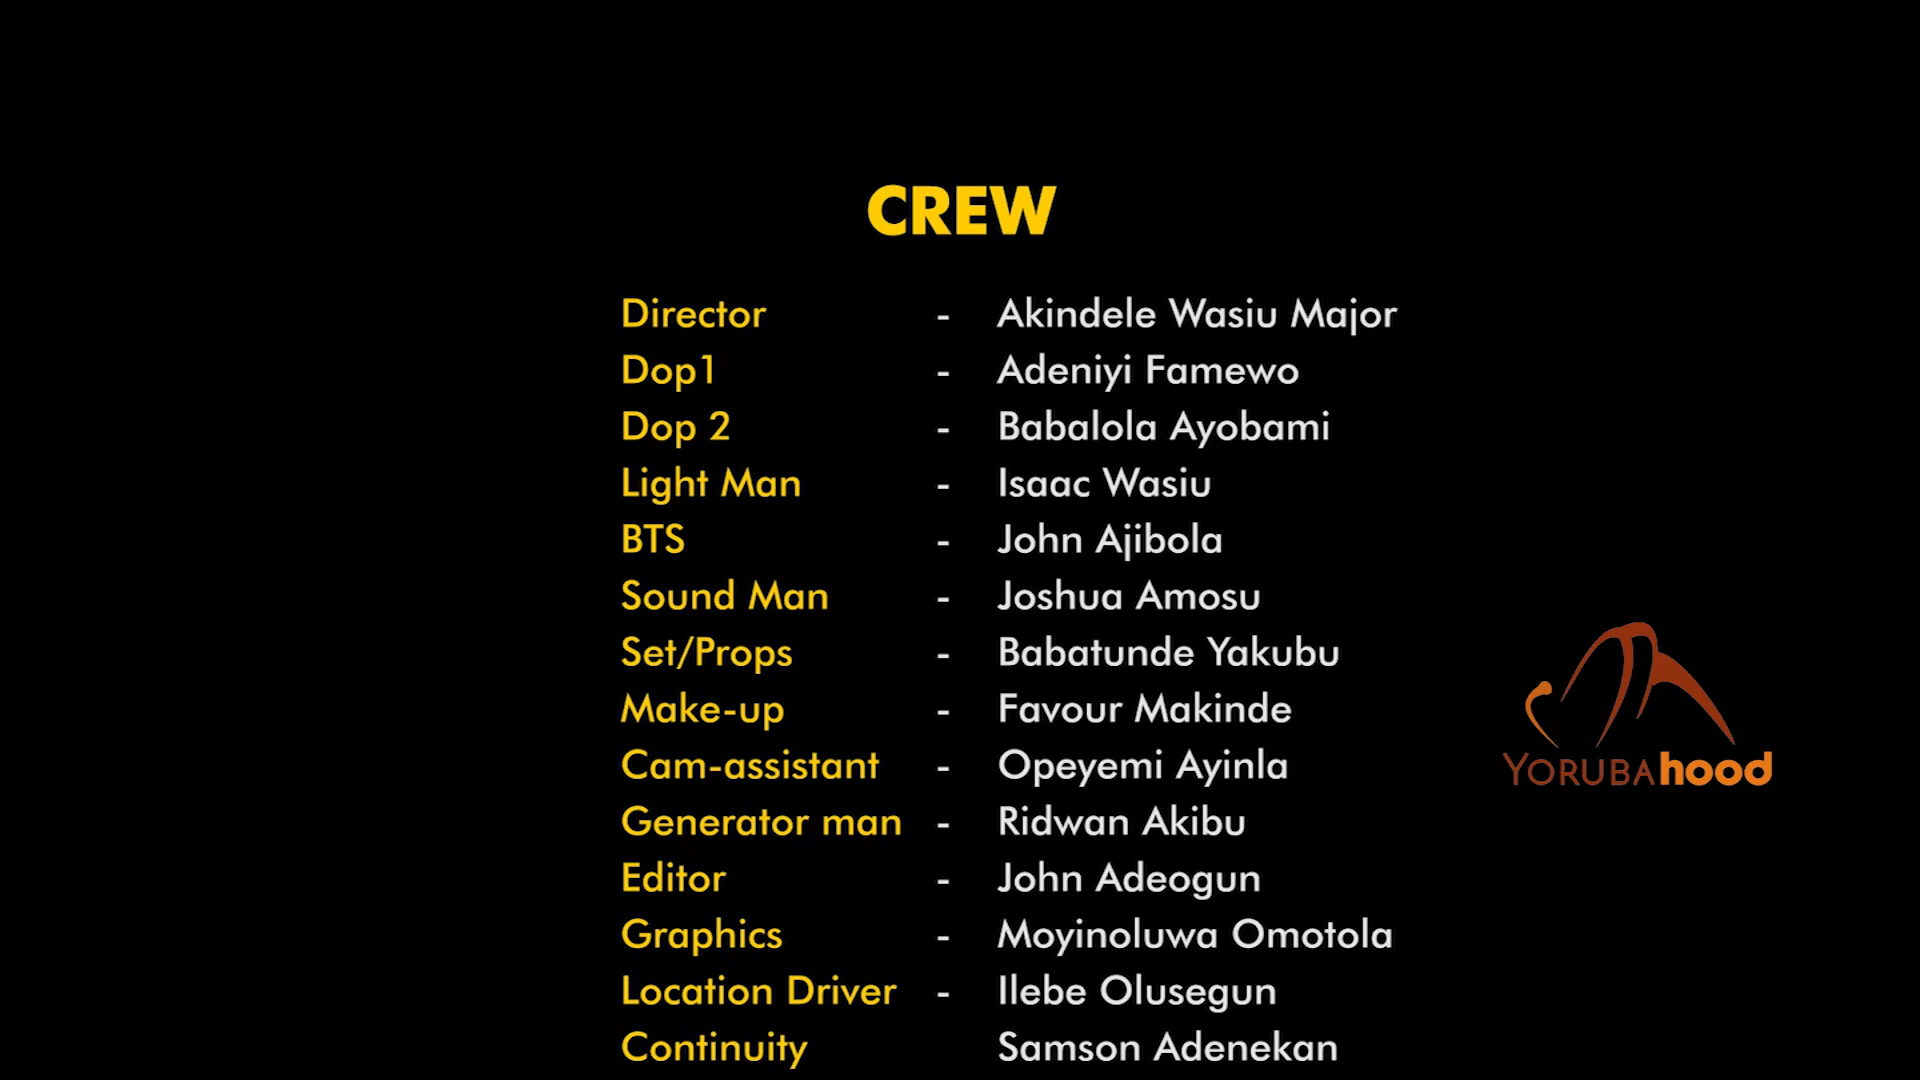 CREW
Director - Akindele Wasiu Major
Dop1 - Adeniyi Famewo
Dop 2 - Babalola Ayobami
Light Man - Isaac Wasiu
BTS - John Ajibola
Sound Man - Joshua Amosu
Set/Props - Babatunde Yakubu
Make-up - Favour Makinde
Cam-assistant - Opeyemi Ayinla
YORUBAhood
Generator man - Ridwan Akibu
Editor - John Adeogun
Graphics - Moyinoluwa Omotola
Location Driver - Ilebe Olusegun
Continuity Samson Adenekan